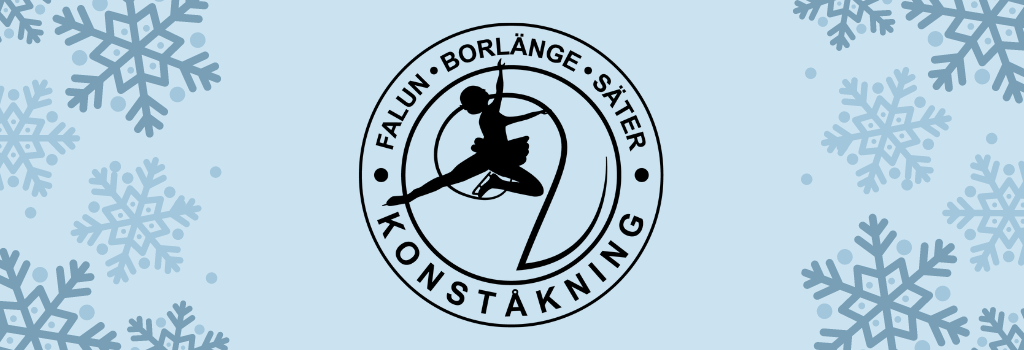 FALUN • BORLÄNGE • SÄTER
• KONSTÅKNING •